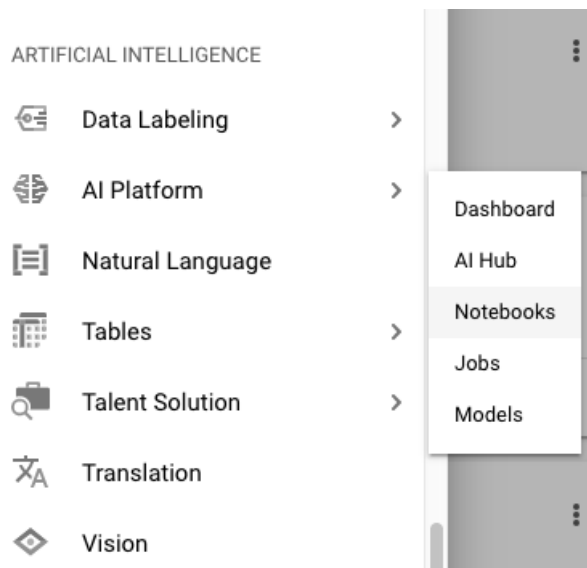 ARTIFICIAL INTELLIGENCE
Data Labeling
AI Platform
Natural Language
Tables
Talent Solution
Translation
Vision
Dashboard
AI Hub
Notebooks
Jobs
Models